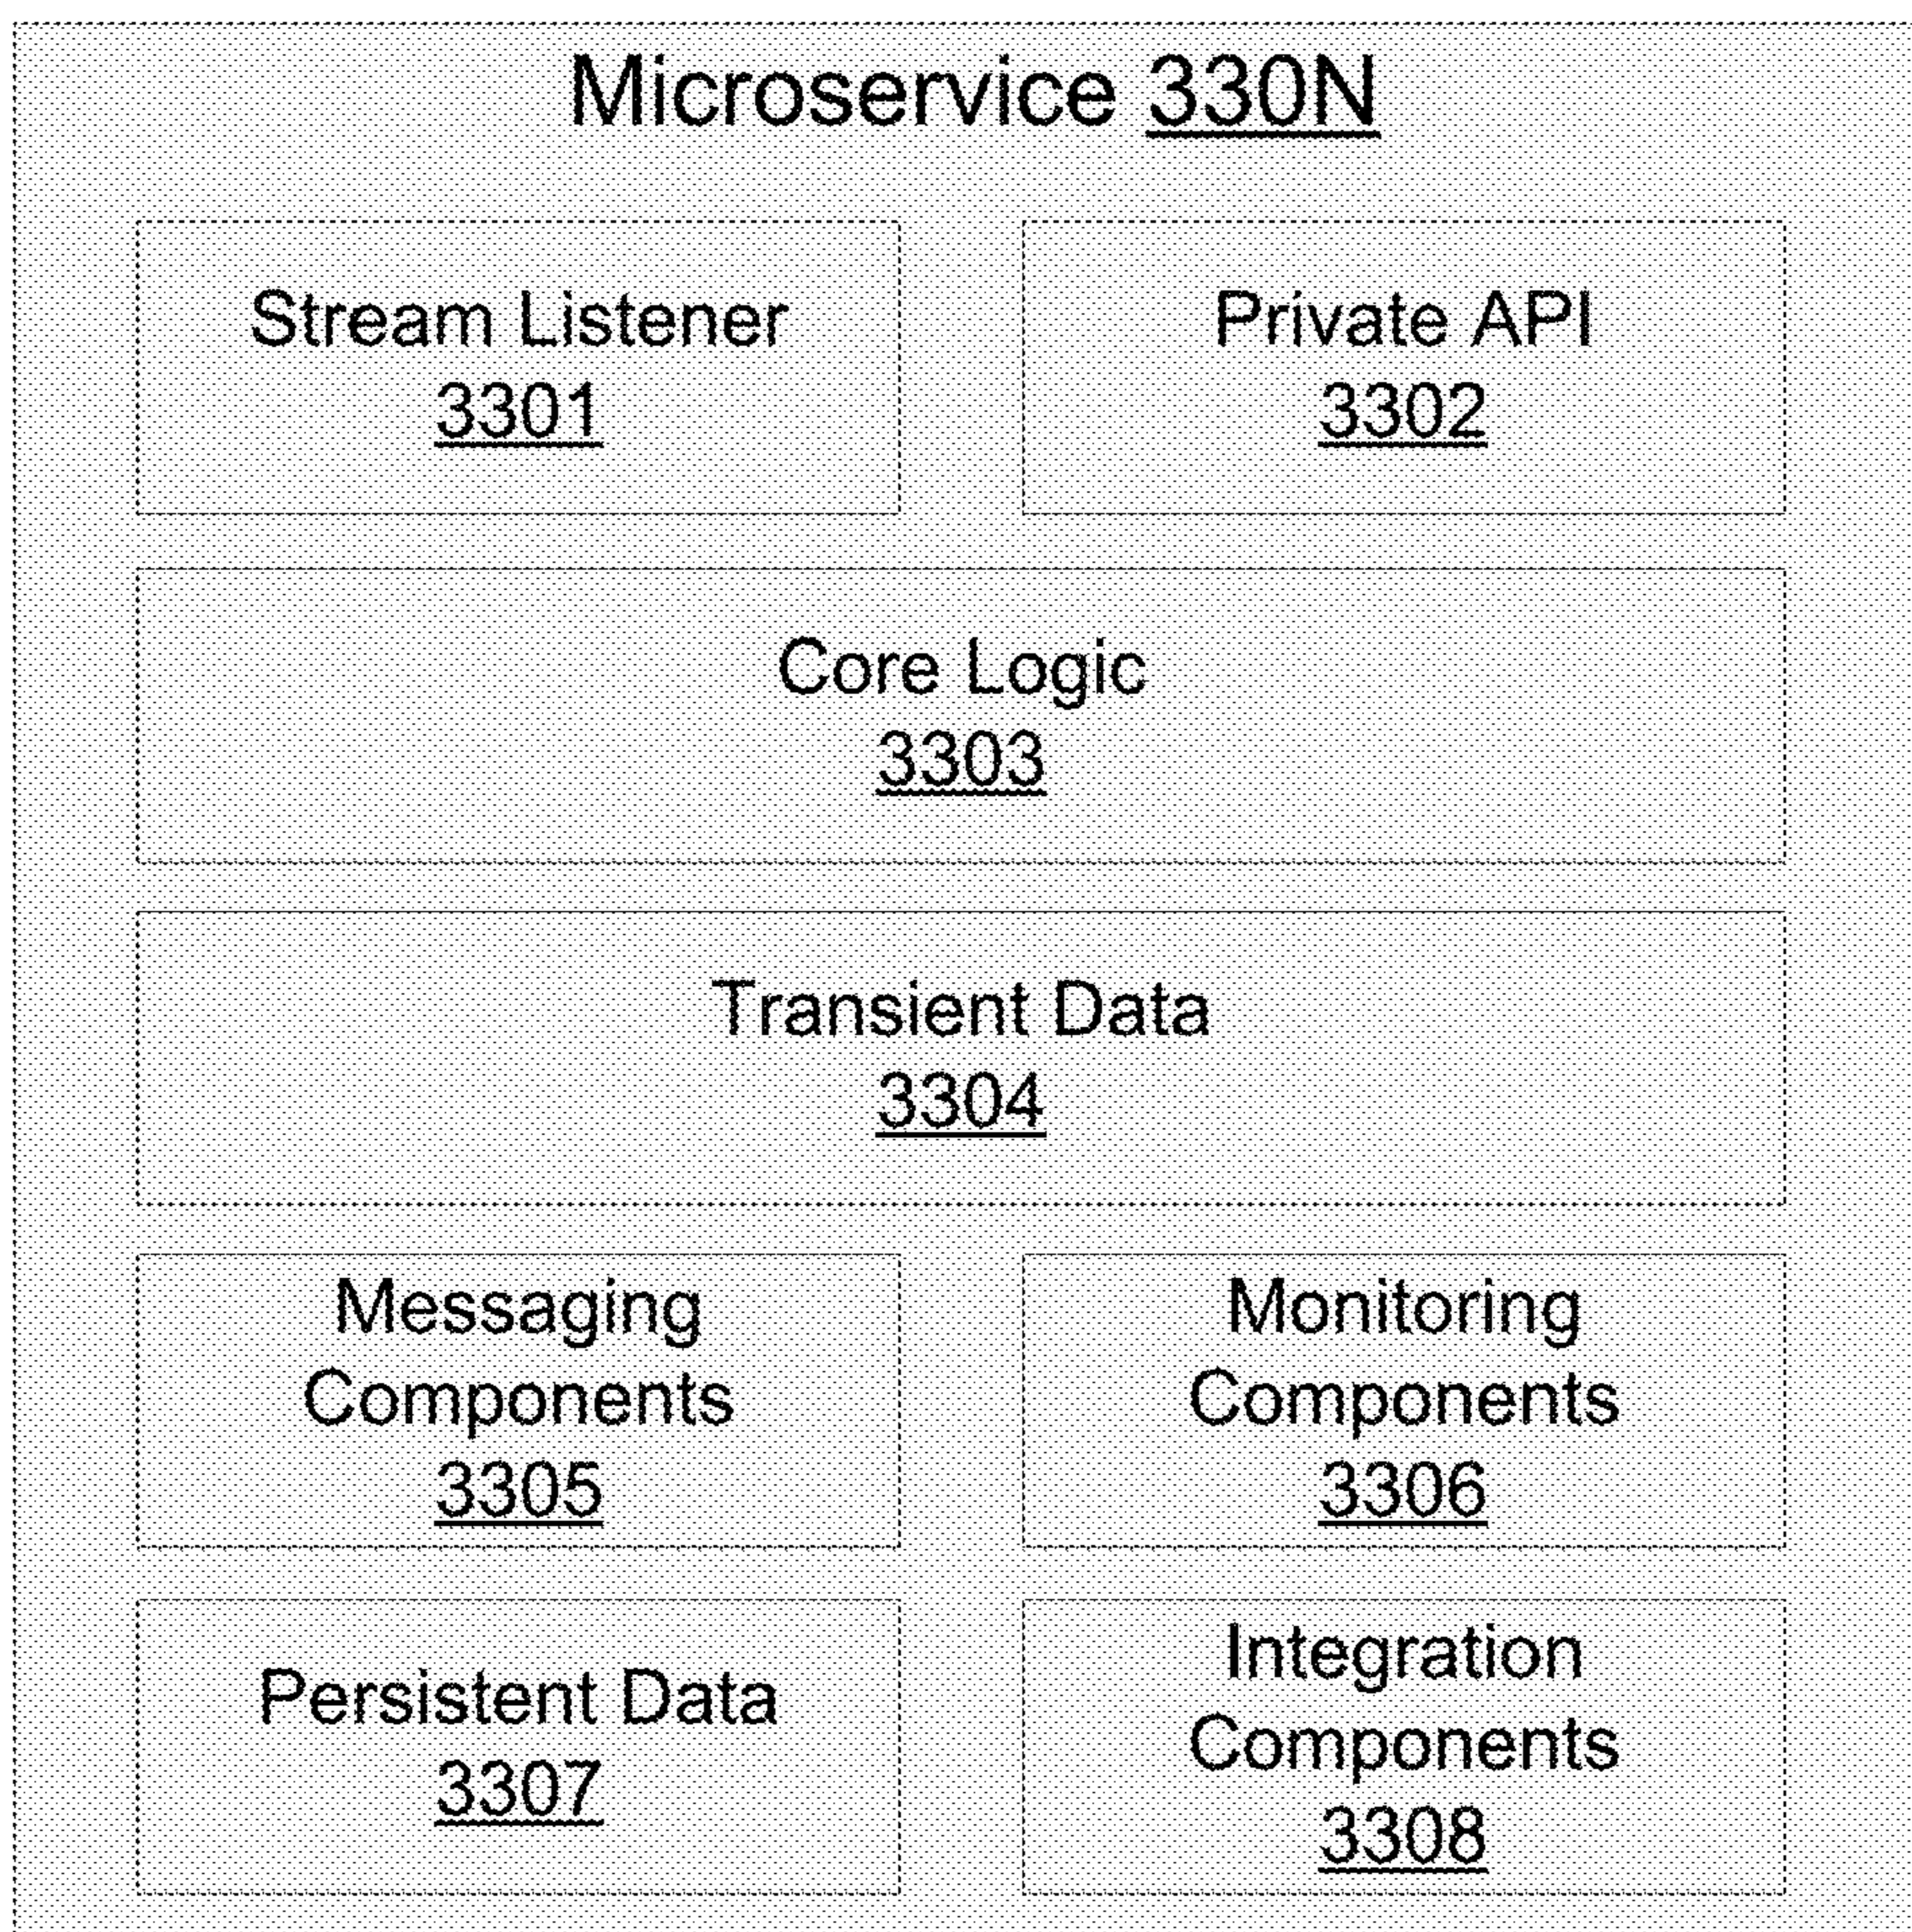 Microservice 330N
Stream Listener
3301
Private API
3302
Core Logic
3303
Transient Data
3304
Messaging
Components
3305
Monitoring
Components
3306
Persistent Data
3307
Integration
Components
3308